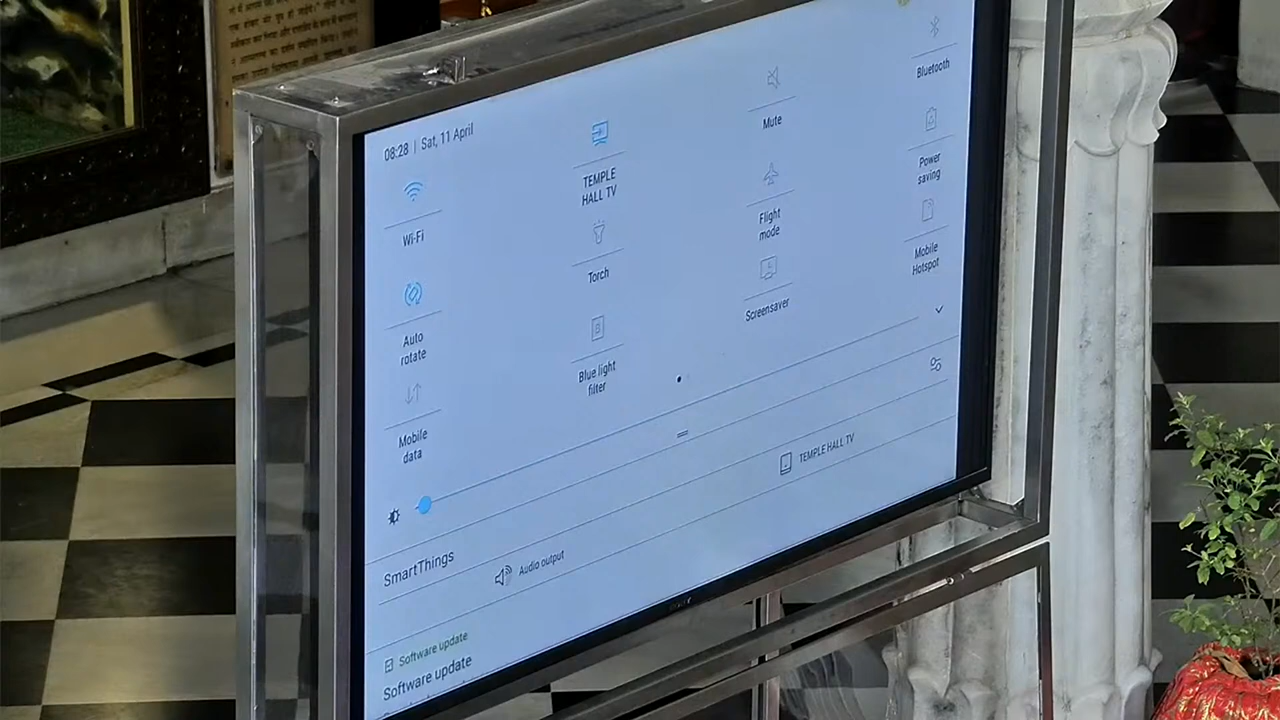 08:28 | Sat, 11 April
Wi-Fi
TEMPLE
HALL TV
Mute
Bluetooth
Auto
rotate
Torch
Flight
mode
Power
saving
Mobile
data
Blue light
filter
Screensaver
Mobile
Hotspot
SmartThings
Audio output
TEMPLE HALL TV
Software update
Software update